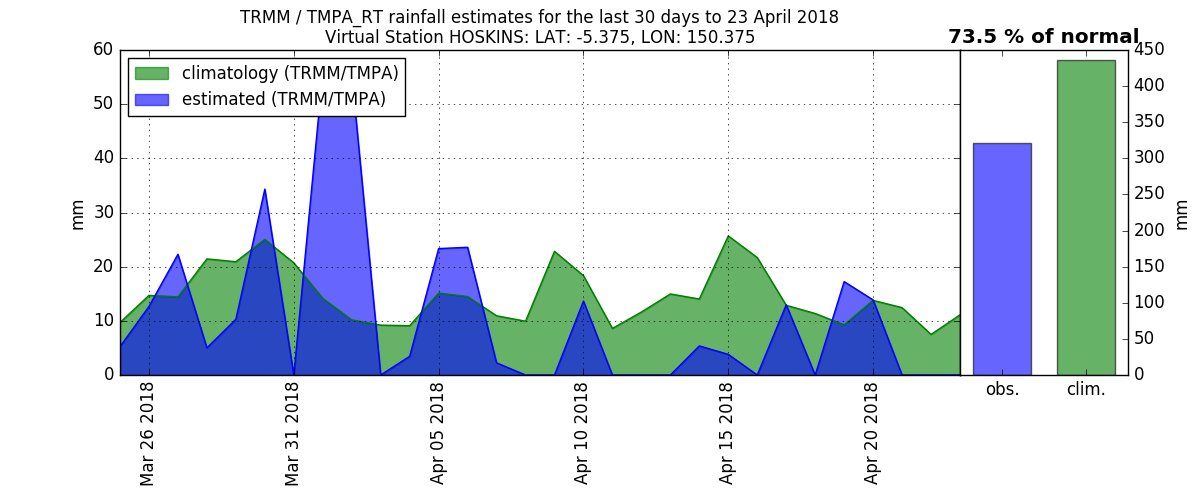 TRMM / TMPA_RT rainfall estimates for the last 30 days to 23 April 2018
Virtual Station HOSKINS: LAT: -5.375, LON: 150.375
73.5 % of normal
climatology (TRMM/TMPA)
estimated (TRMM/TMPA)
60
50
40
30
20
10
0
mm
Mar 26 2018
Mar 31 2018
Apr 05 2018
Apr 10 2018
Apr 15 2018
Apr 20 2018
450
400
350
300
250
200
150
100
50
0
mm
obs.
clim.